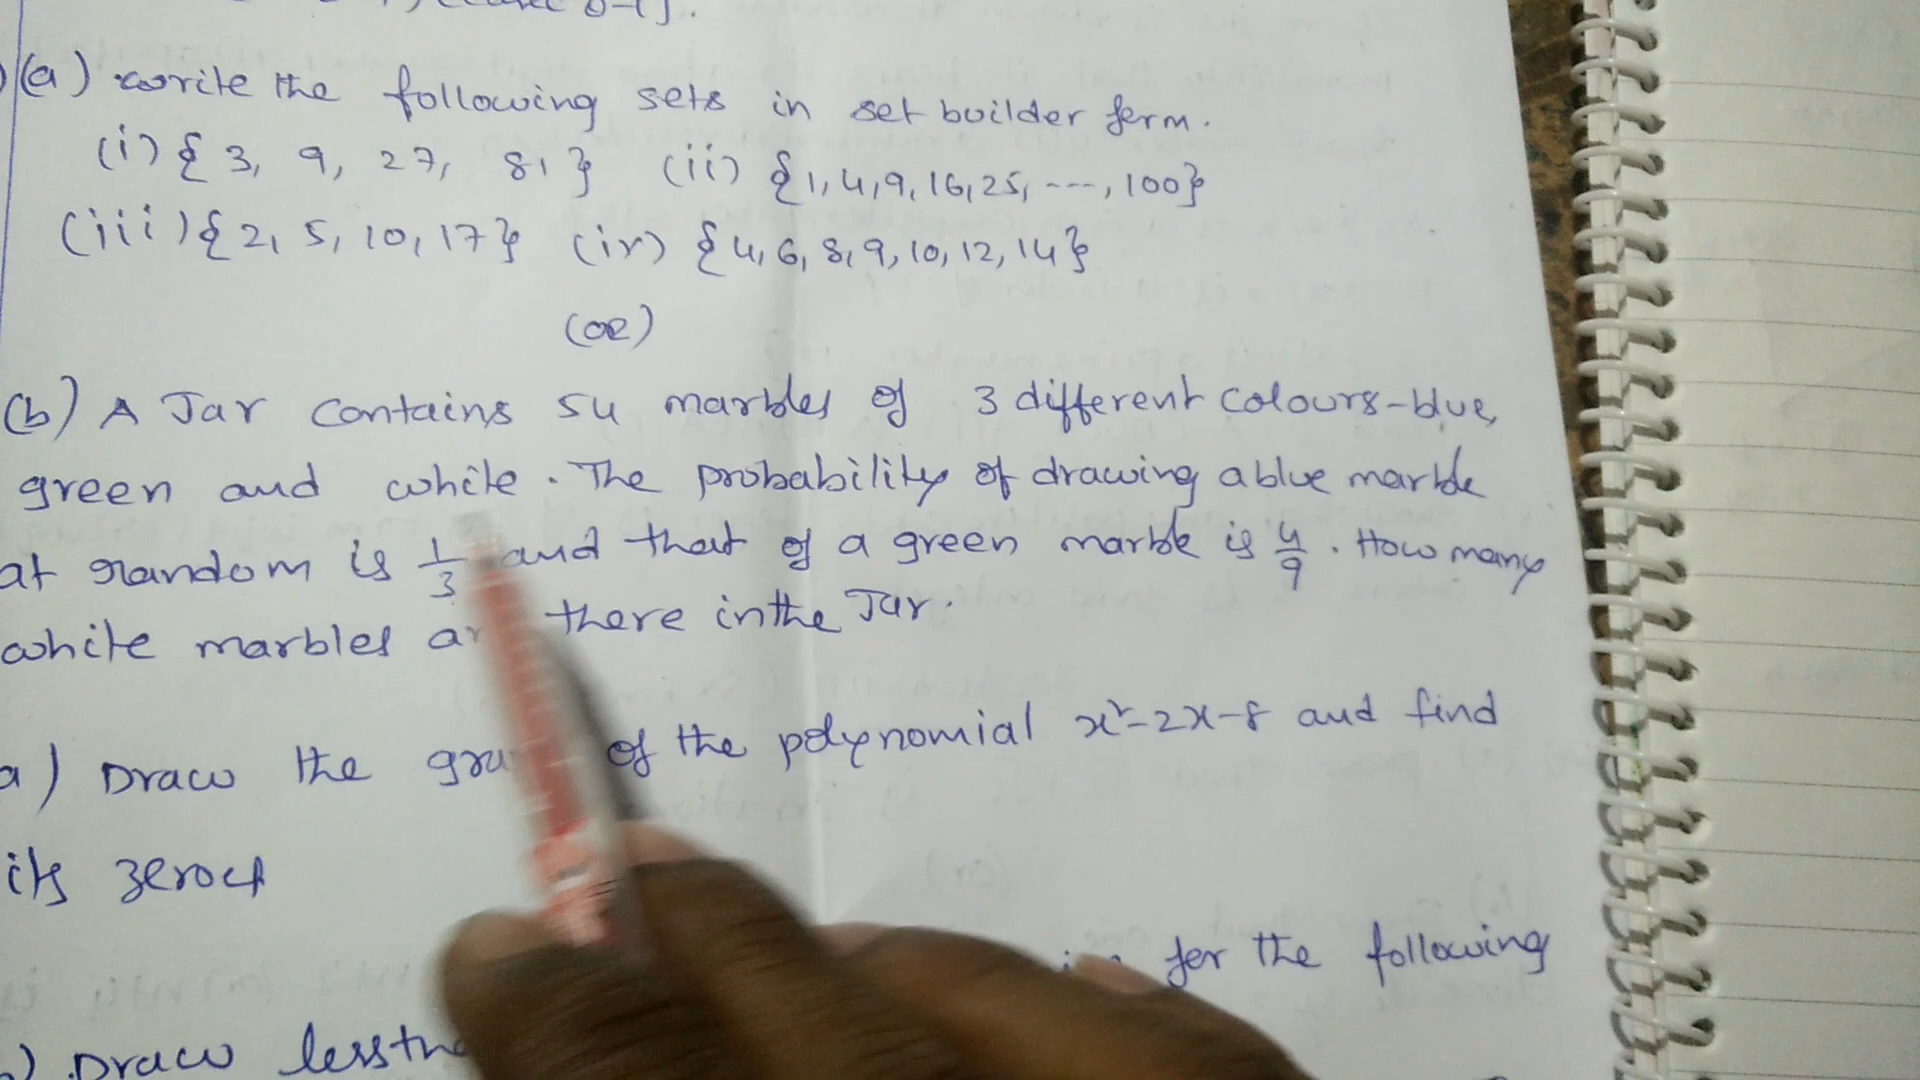 (a) write the following sets in set builder form.
(i) { 3, 9, 27, 81 } (ii) {1,4,9,16,25, ----, 100}
(iii) {2, 5, 10, 17} (iv) {4, 6, 8, 9, 10, 12, 14}
(OR)
(b) A Jar contains 54 marbles of 3 different colours-blue,
green and white. The probability of drawing a blue marble
at random is 1/3 and that of a green marble is 4/9. How many
white marbles there in the Jar.
a) Draw the of the polynomial x²-2x-8 and find
its zeroes
for the following
Draw